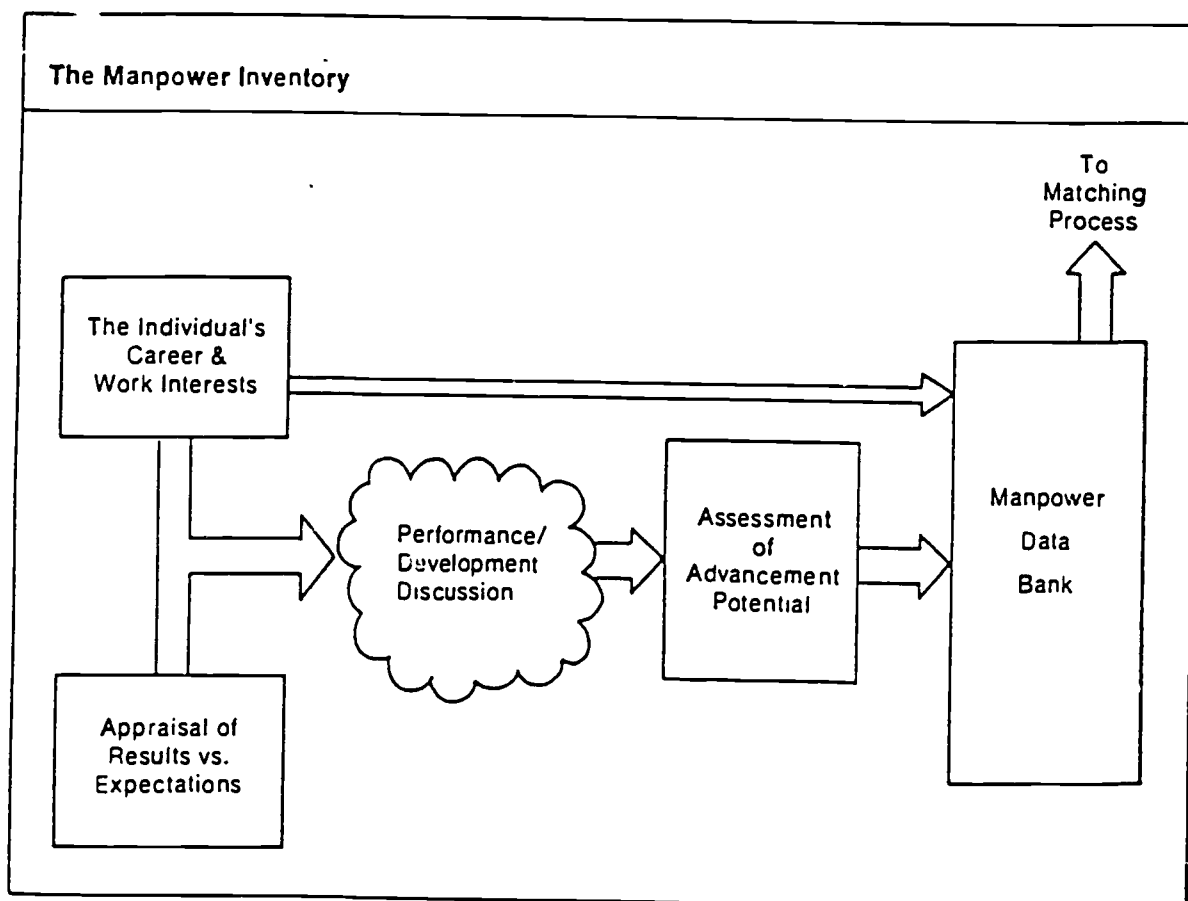 The Manpower Inventory
To
Matching
Process
The Individual's
Career &
Work Interests
Performance/
Development
Discussion
Assessment
of
Advancement
Potential
Manpower
Data
Bank
Appraisal of
Results vs.
Expectations